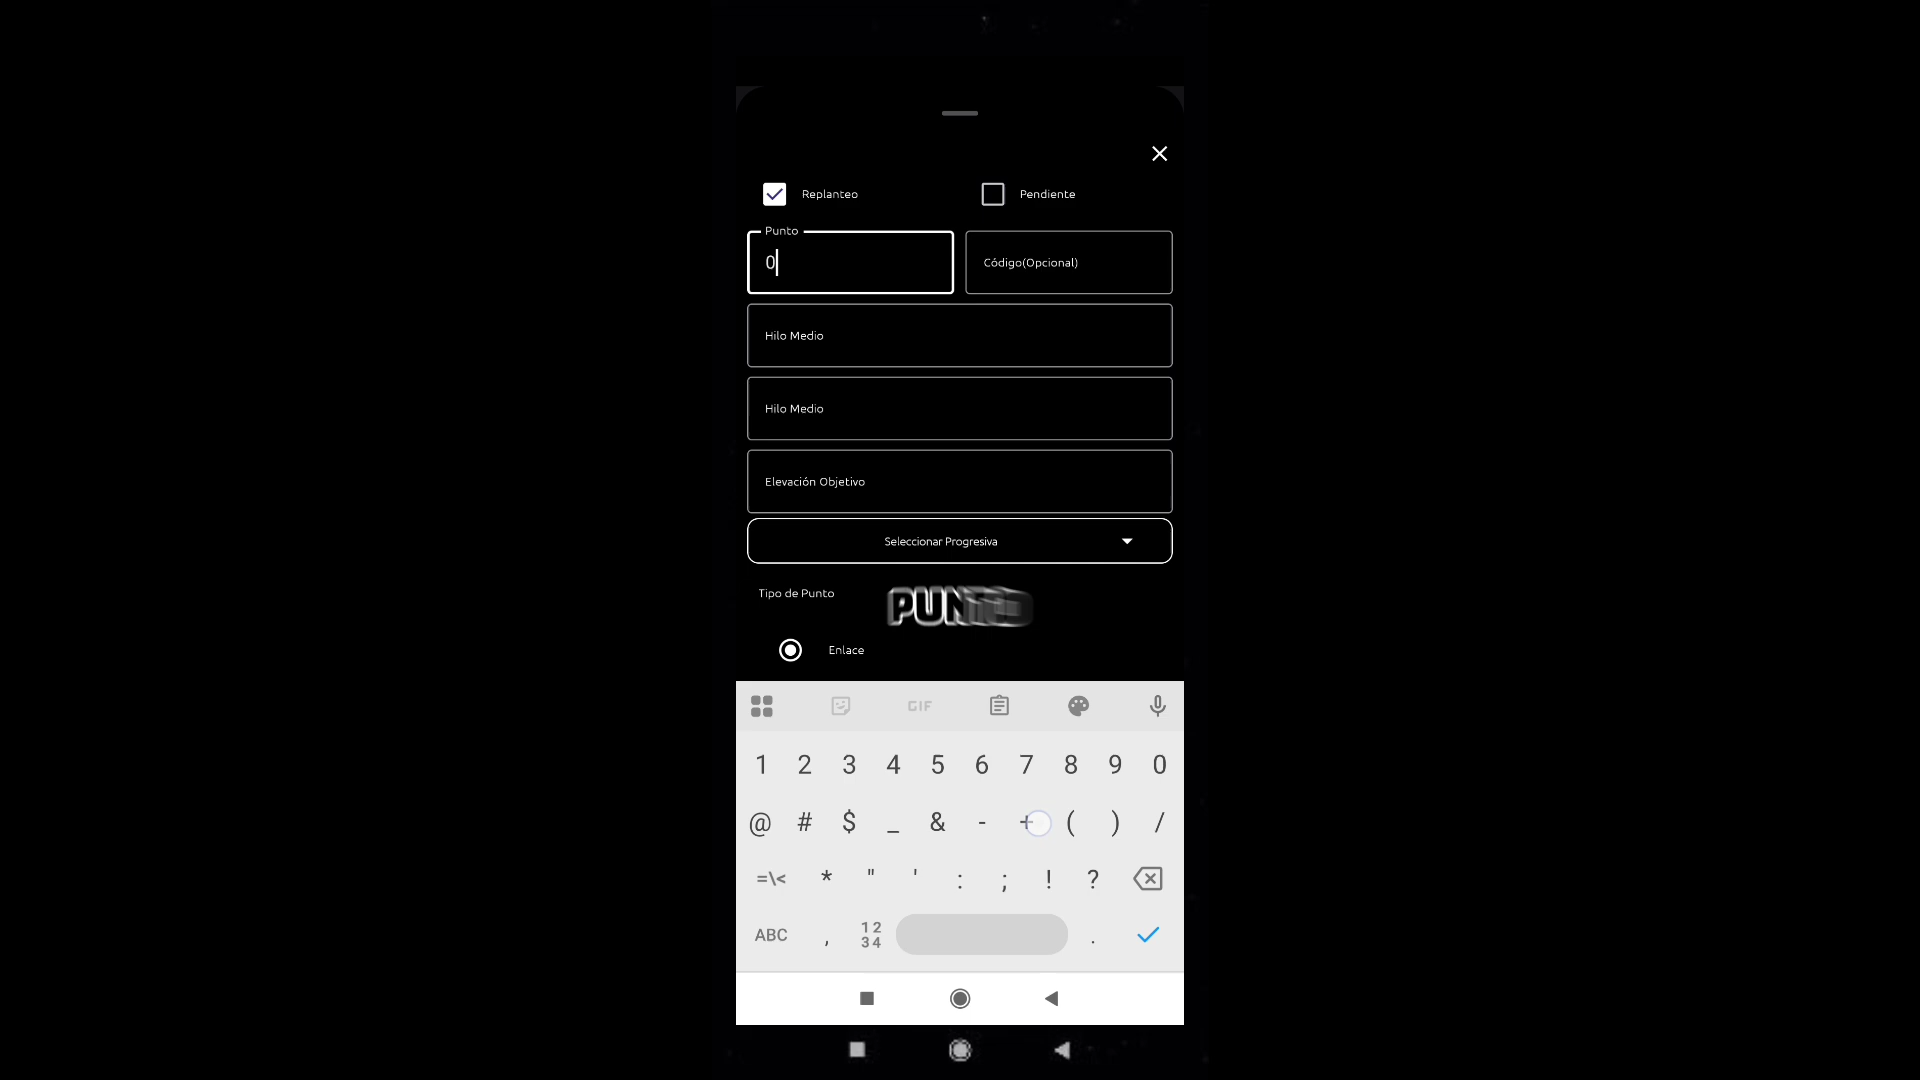 Replanteo Pendiente
Punto
0 Código(Opcional)
Hilo Medio
Hilo Medio
Elevación Objetivo
Seleccionar Progresiva
Tipo de Punto
Enlace
GIF
1 2 3 4 5 6 7 8 9 0
@ # $ _ & - + ( ) /
=\< * " ' : ; ! ?
ABC , 1 2 3 4 .